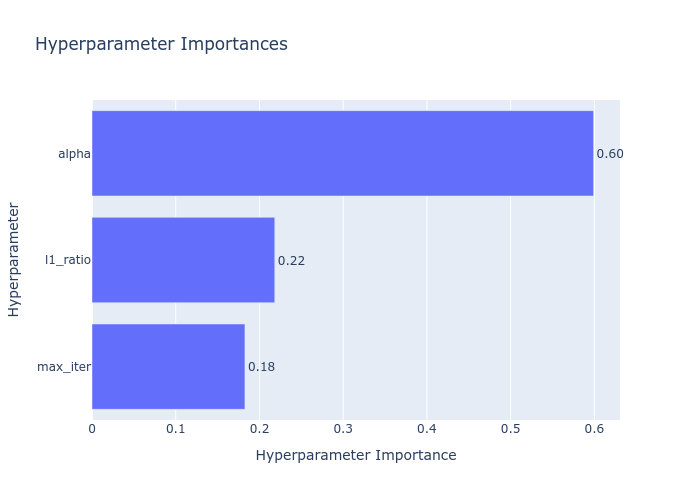 Hyperparameter Importances
Hyperparameter
alpha
0.60
l1_ratio
0.22
max_iter
0.18
0 0.1 0.2 0.3 0.4 0.5 0.6
Hyperparameter Importance